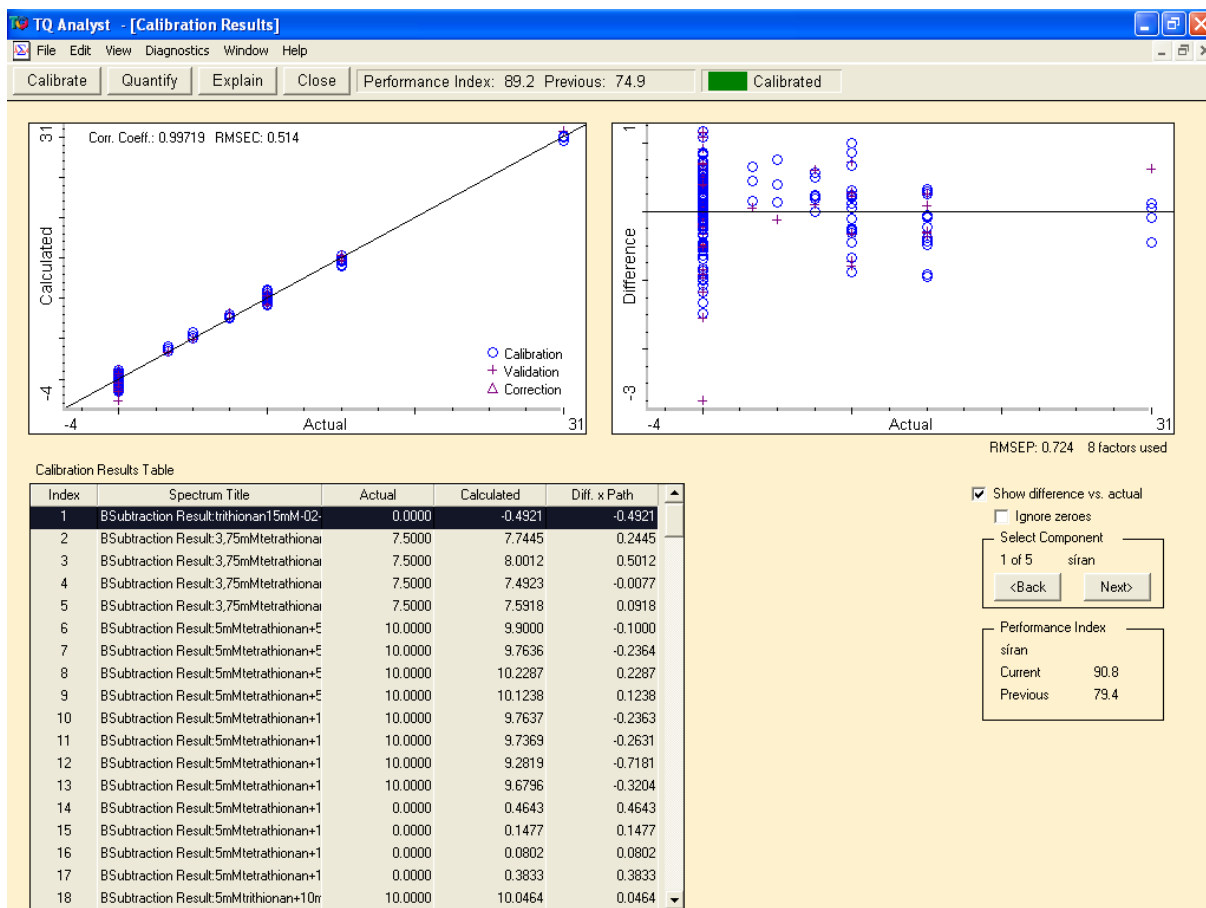 TQ Analyst - [Calibration Results]
File Edit View Diagnostics Window Help
Calibrate Quantify Explain Close Performance Index: 89.2 Previous: 74.9 Calibrated
31 Corr. Coeff.: 0.99719 RMSEC: 0.514
Calculated
-4
Calibration
Validation
Correction
-4 Actual 31
1
Difference
-3
-4 Actual 31
RMSEP: 0.724 8 factors used
Calibration Results Table
Index Spectrum Title Actual Calculated Diff. x Path
1 BSubtraction Result:trithionan15mM-02- 0.0000 -0.4921 -0.4921
2 BSubtraction Result:3,75mMtetrathiona 7.5000 7.7445 0.2445
3 BSubtraction Result:3,75mMtetrathiona 7.5000 8.0012 0.5012
4 BSubtraction Result:3,75mMtetrathiona 7.5000 7.4923 -0.0077
5 BSubtraction Result:3,75mMtetrathiona 7.5000 7.5918 0.0918
6 BSubtraction Result:5mMtetrathionan+5 10.0000 9.9000 -0.1000
7 BSubtraction Result:5mMtetrathionan+5 10.0000 9.7636 -0.2364
8 BSubtraction Result:5mMtetrathionan+5 10.0000 10.2287 0.2287
9 BSubtraction Result:5mMtetrathionan+5 10.0000 10.1238 0.1238
10 BSubtraction Result:5mMtetrathionan+1 10.0000 9.7637 -0.2363
11 BSubtraction Result:5mMtetrathionan+1 10.0000 9.7369 -0.2631
12 BSubtraction Result:5mMtetrathionan+1 10.0000 9.2819 -0.7181
13 BSubtraction Result:5mMtetrathionan+1 10.0000 9.6796 -0.3204
14 BSubtraction Result:5mMtetrathionan+1 0.0000 0.4643 0.4643
15 BSubtraction Result:5mMtetrathionan+1 0.0000 0.1477 0.1477
16 BSubtraction Result:5mMtetrathionan+1 0.0000 0.0802 0.0802
17 BSubtraction Result:5mMtetrathionan+1 0.0000 0.3833 0.3833
18 BSubtraction Result:5mMtrithionan+10m 10.0000 10.0464 0.0464
Show difference vs. actual
Ignore zeroes
Select Component
1 of 5 síran
<Back Next>
Performance Index
síran
Current 90.8
Previous 79.4